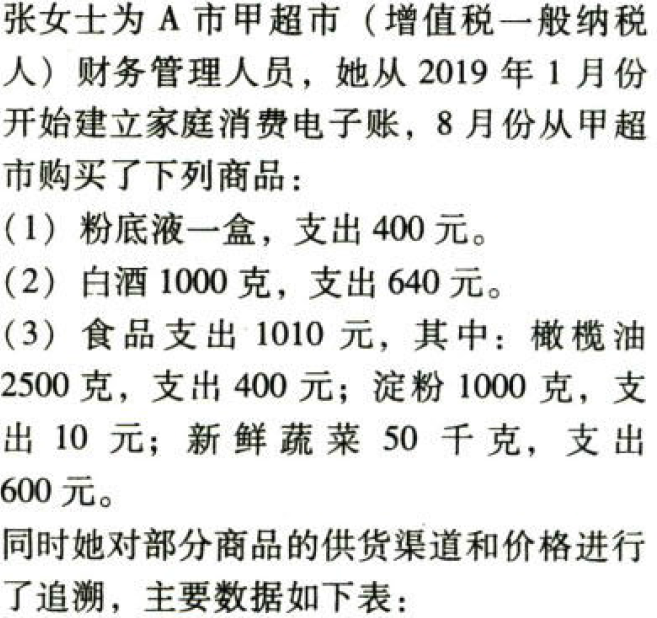 张女士为 A 市甲超市（增值税一般纳税
人）财务管理人员，她从 2019 年 1 月份
开始建立家庭消费电子账，8 月份从甲超
市购买了下列商品：
（1）粉底液一盒，支出 400 元。
（2）白酒 1000 克，支出 640 元。
（3）食品支出 1010 元，其中：橄榄油
2500 克，支出 400 元；淀粉 1000 克，支
出 10 元；新鲜蔬菜 50 千克，支出
600 元。
同时她对部分商品的供货渠道和价格进行
了追溯，主要数据如下表：